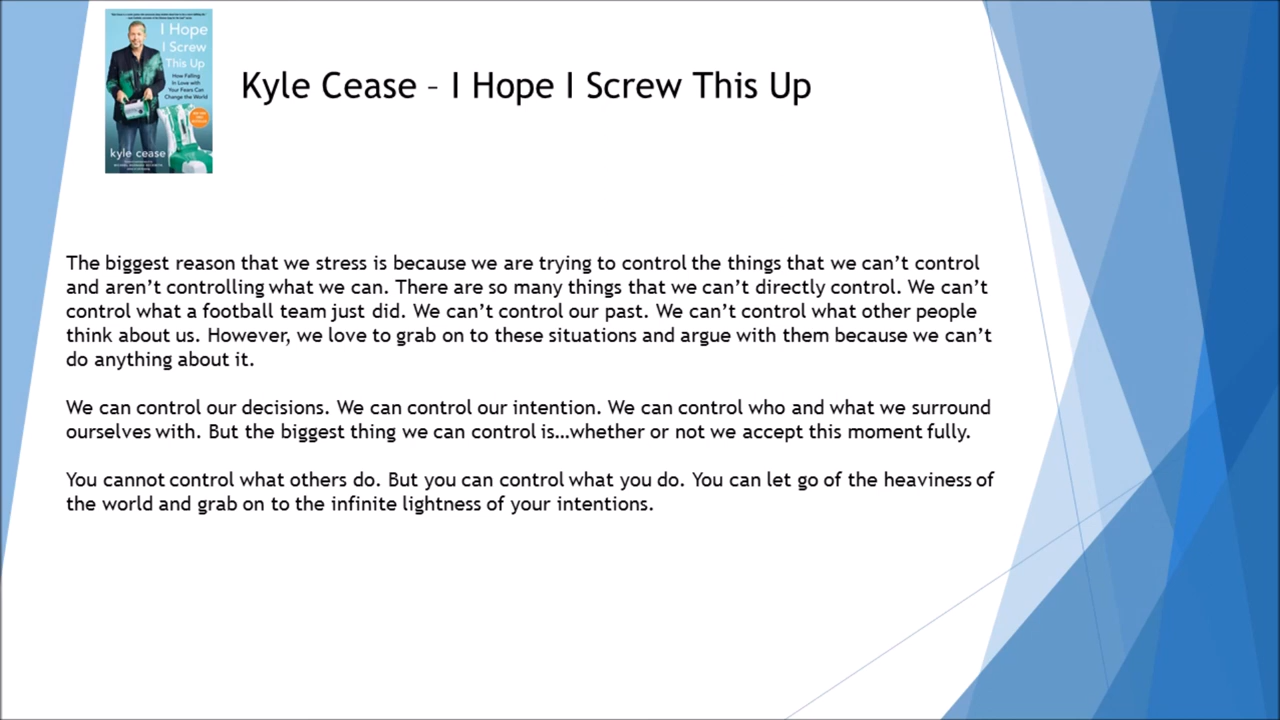 I Hope
I Screw
This Up
How Falling
In Love with
Your Fears Can
Change the World
kyle cease
Kyle Cease – I Hope I Screw This Up
The biggest reason that we stress is because we are trying to control the things that we can’t control
and aren’t controlling what we can. There are so many things that we can’t directly control. We can’t
control what a football team just did. We can’t control our past. We can’t control what other people
think about us. However, we love to grab on to these situations and argue with them because we can’t
do anything about it.
We can control our decisions. We can control our intention. We can control who and what we surround
ourselves with. But the biggest thing we can control is…whether or not we accept this moment fully.
You cannot control what others do. But you can control what you do. You can let go of the heaviness of
the world and grab on to the infinite lightness of your intentions.